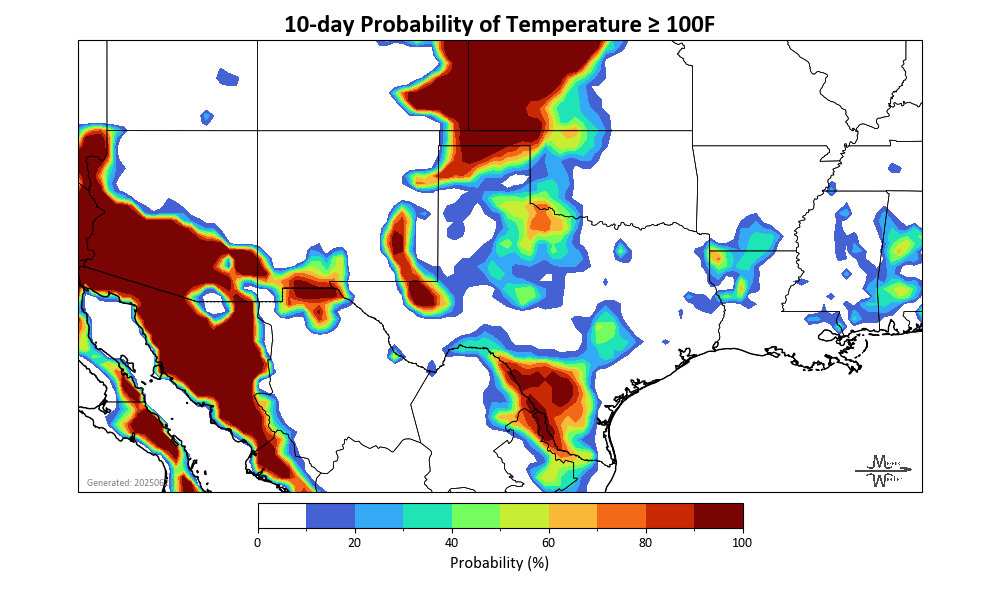 10-day Probability of Temperature ≥ 100F
Generated: 202506
0 20 40 60 80 100
Probability (%)